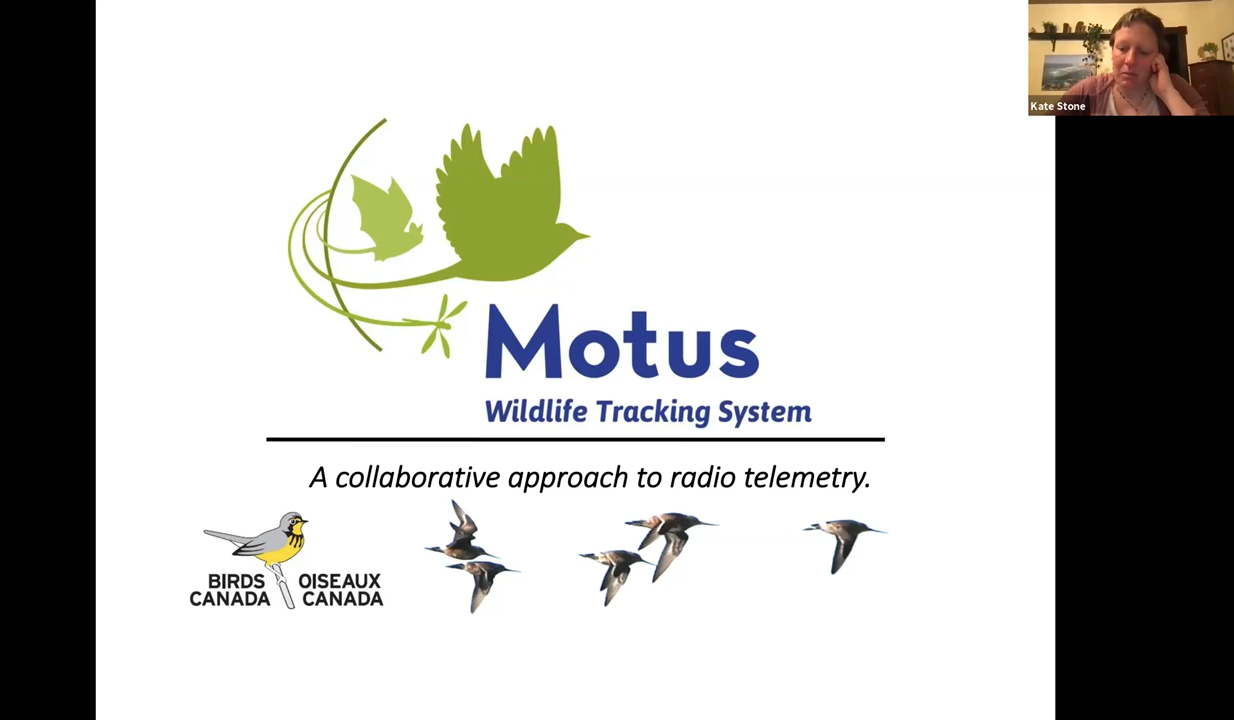 Kate Stone
Motus
Wildlife Tracking System
A collaborative approach to radio telemetry.
BIRDS OISEAUX
CANADA CANADA